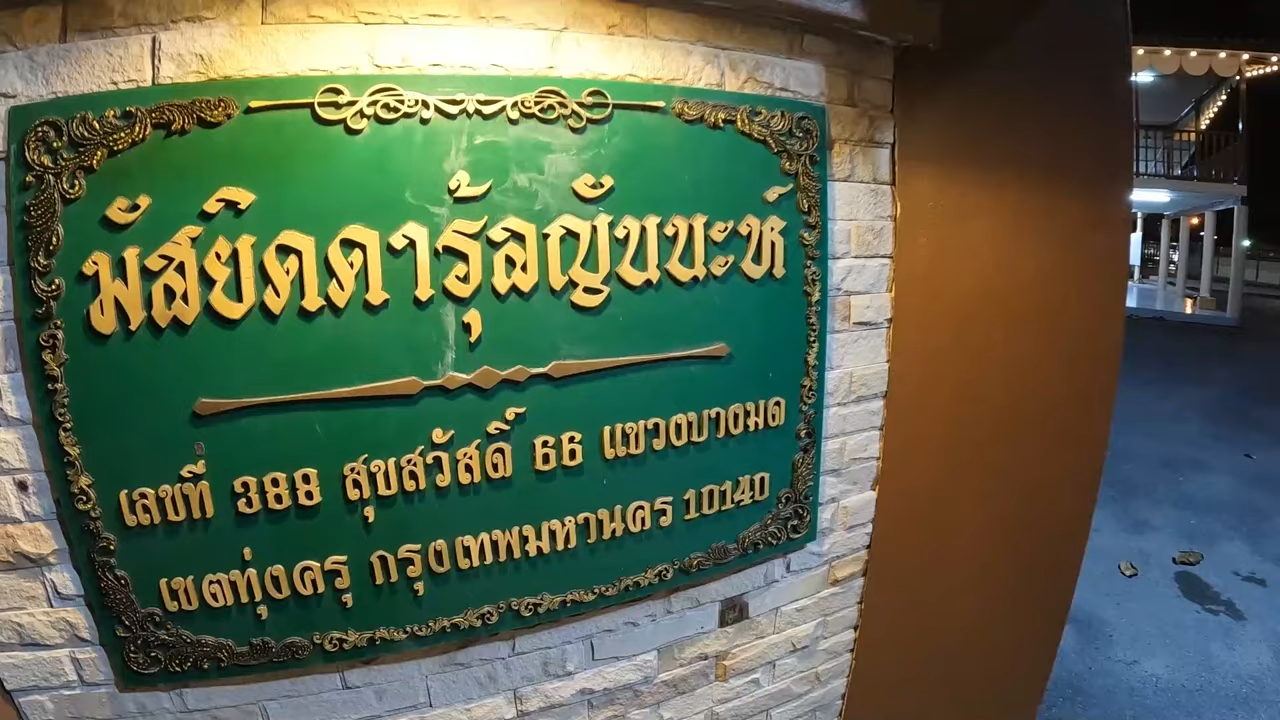 มัสยิดดารุ้ลญันนะห์
เลขที่ 388 สุขสวัสดิ์ 66 แขวงบางมด
เขตทุ่งครุ กรุงเทพมหานคร 10140